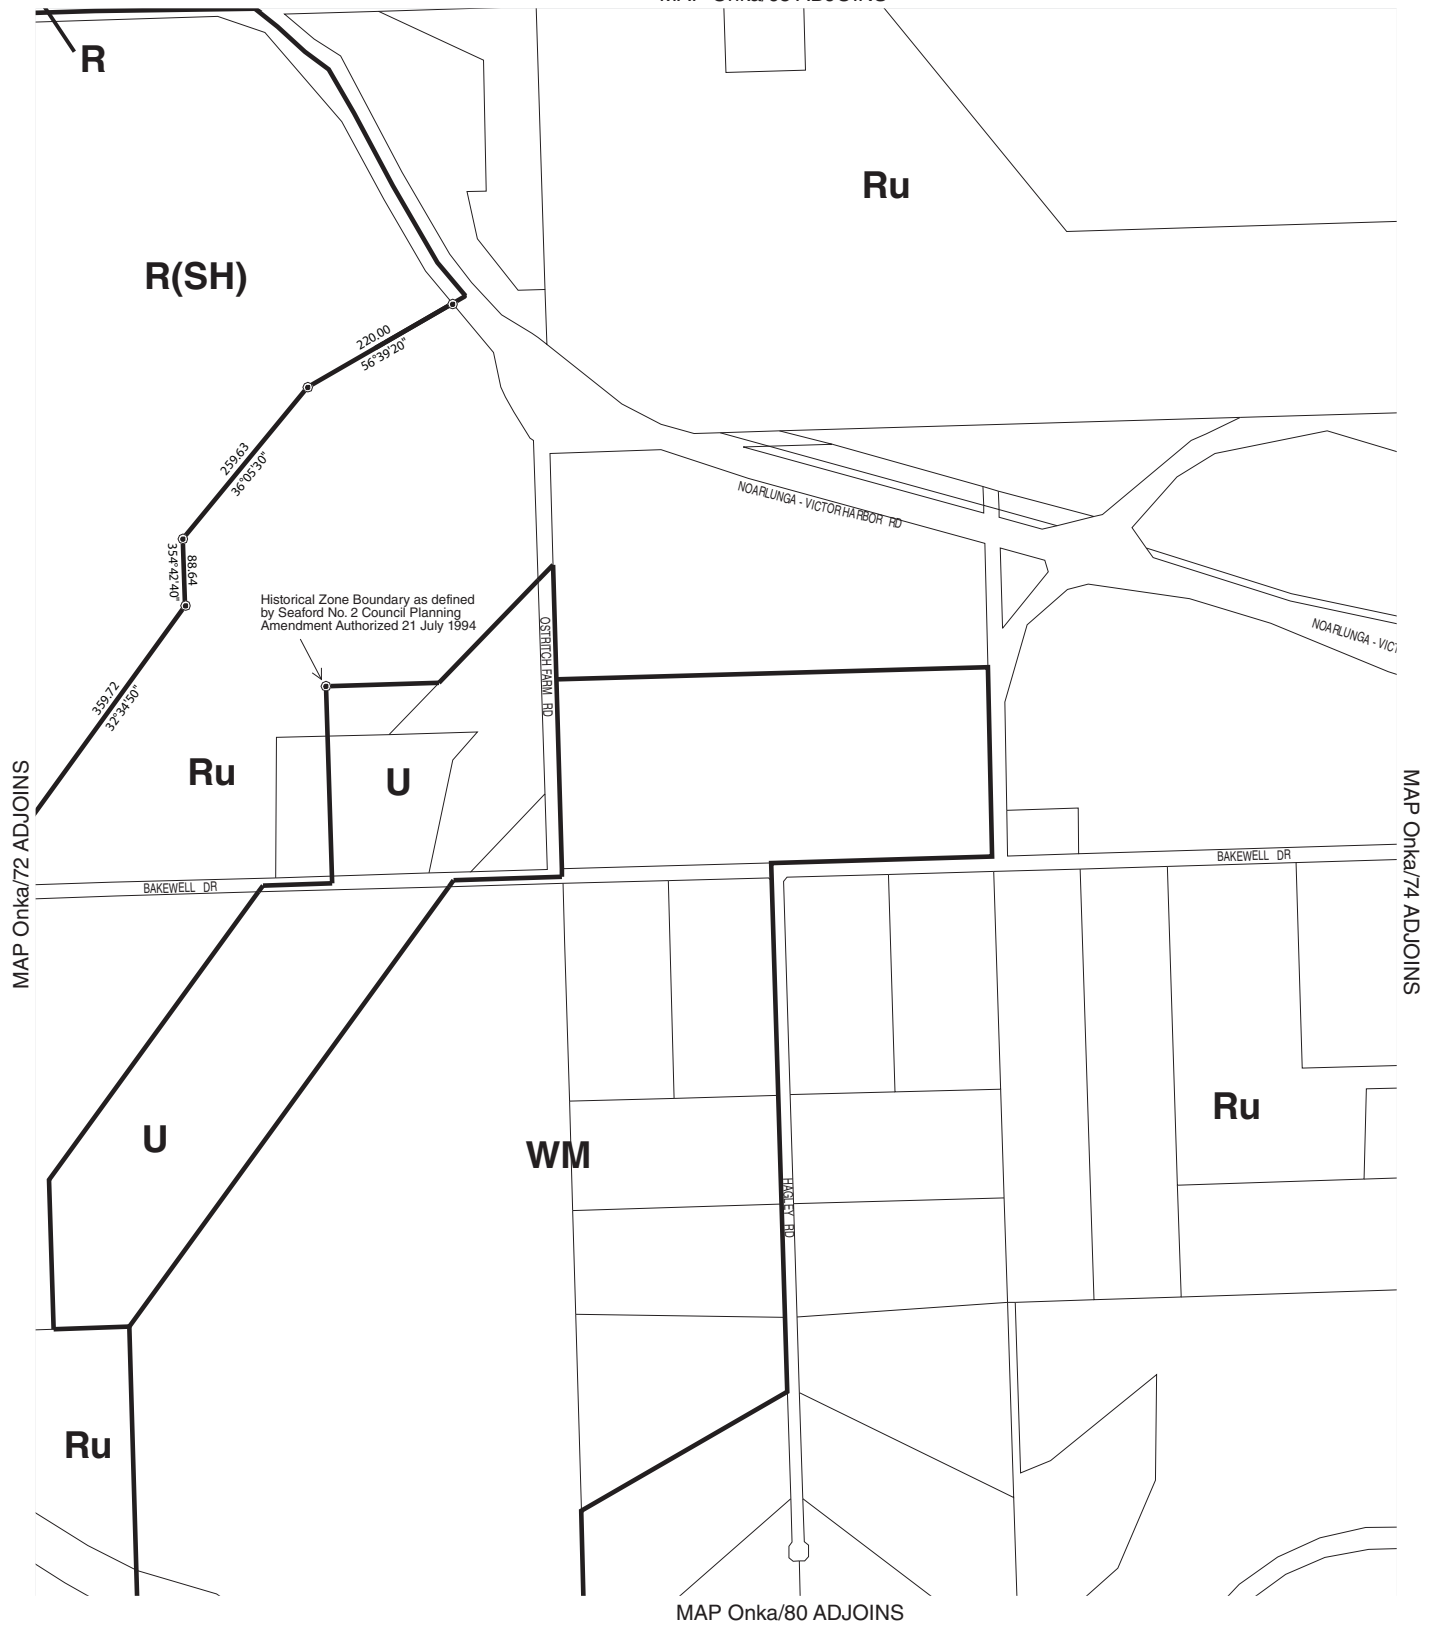 R
Ru
R(SH)
220.00
56°39'20"
259.63
36°05'30"
NOARLUNGA - VICTOR HARBOR RD
88.64
354°42'40"
Historical Zone Boundary as defined
by Seaford No. 2 Council Planning
Amendment Authorized 21 July 1994
OSTRITCH FARM RD
NOARLUNGA - VICT
359.72
32°34'50"
Ru
U
MAP Onka/72 ADJOINS
MAP Onka/74 ADJOINS
BAKEWELL DR
BAKEWELL DR
Ru
U
WM
HAGLEY RD
Ru
MAP Onka/80 ADJOINS